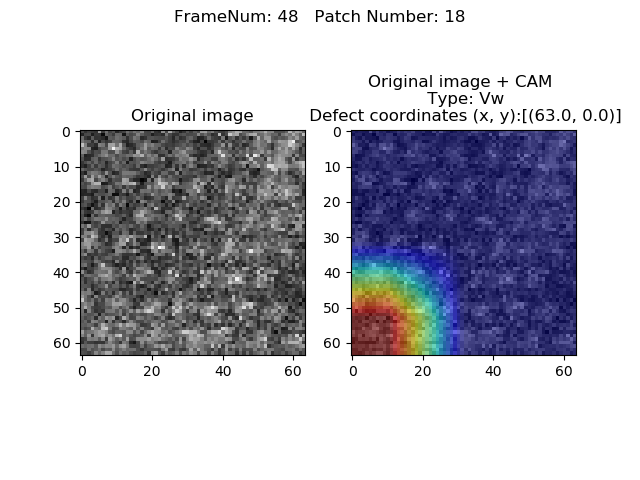 FrameNum: 48   Patch Number: 18
Original image + CAM
Type: Vw
Original image
Defect coordinates (x, y):[(63.0, 0.0)]
0
10
20
30
40
50
60
0 20 40 60
0
10
20
30
40
50
60
0 20 40 60